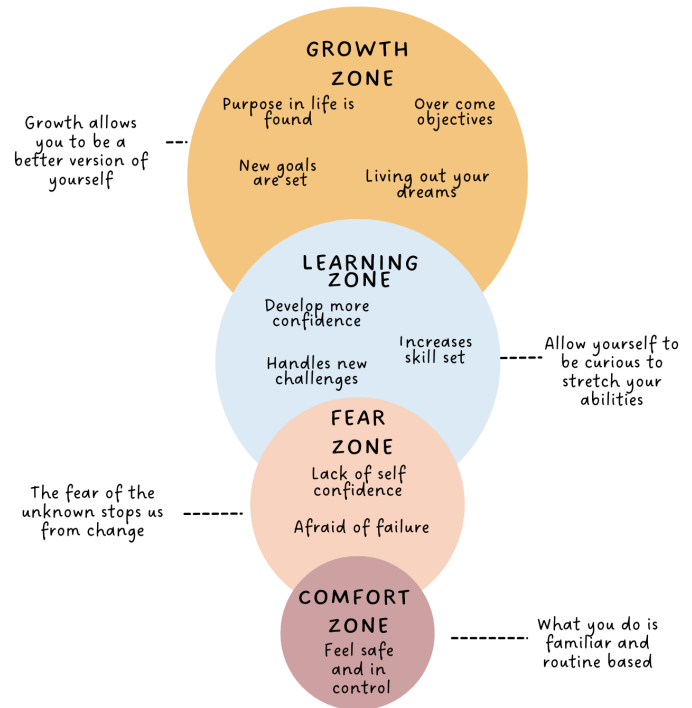 GROWTH
ZONE
Purpose in life is
found
Over come
objectives
Growth allows
you to be a
better version of
yourself
New goals
are set
Living out your
dreams
LEARNING
ZONE
Develop more
confidence
Increases
skill set
Handles new
challenges
Allow yourself to
be curious to
stretch your
abilities
FEAR
ZONE
Lack of self
confidence
Afraid of failure
The fear of the
unknown stops us
from change
COMFORT
ZONE
Feel safe
and in
control
What you do is
familiar and
routine based